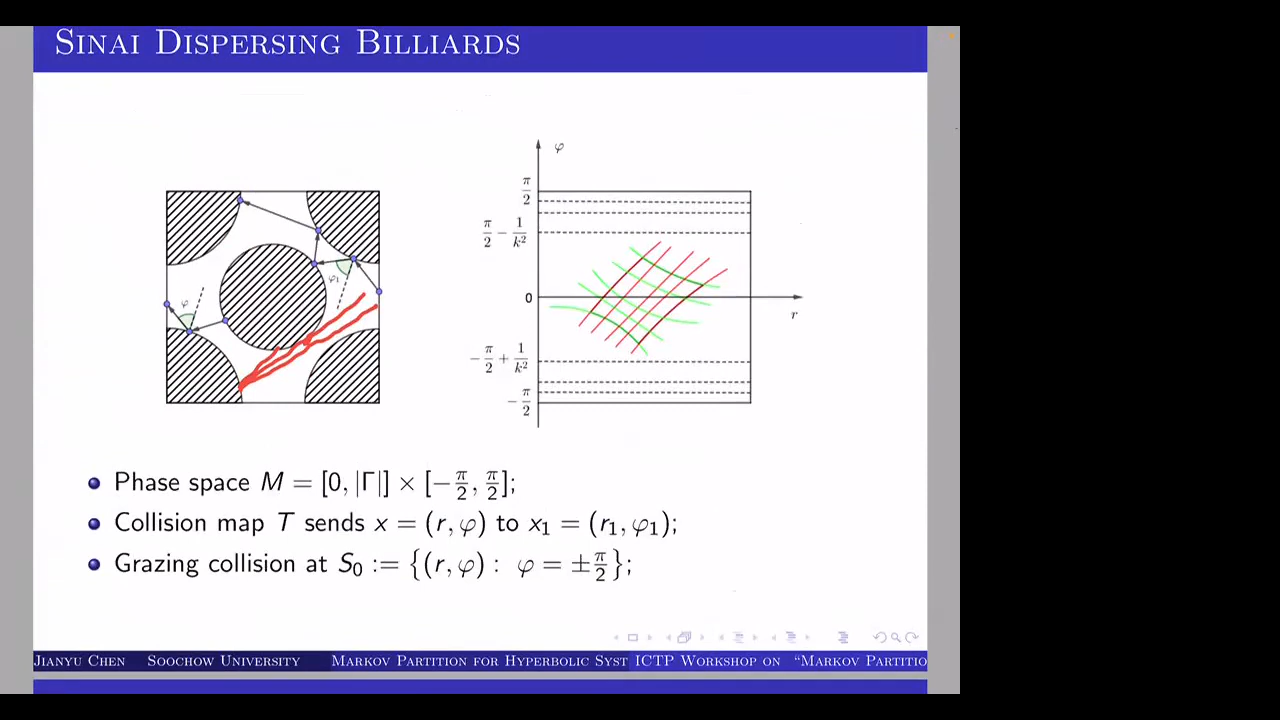 SINAI DISPERSING BILLIARDS
φ
π/2
π/2 − 1/k²
0
r
−π/2 + 1/k²
−π/2
φ
φ₁
Phase space M = [0, |Γ|] × [−π/2, π/2];
Collision map T sends x = (r, φ) to x₁ = (r₁, φ₁);
Grazing collision at S₀ := {(r, φ) : φ = ±π/2};
JIANYU CHEN SOOCHOW UNIVERSITY MARKOV PARTITION FOR HYPERBOLIC SYST ICTP WORKSHOP ON “MARKOV PARTITIO